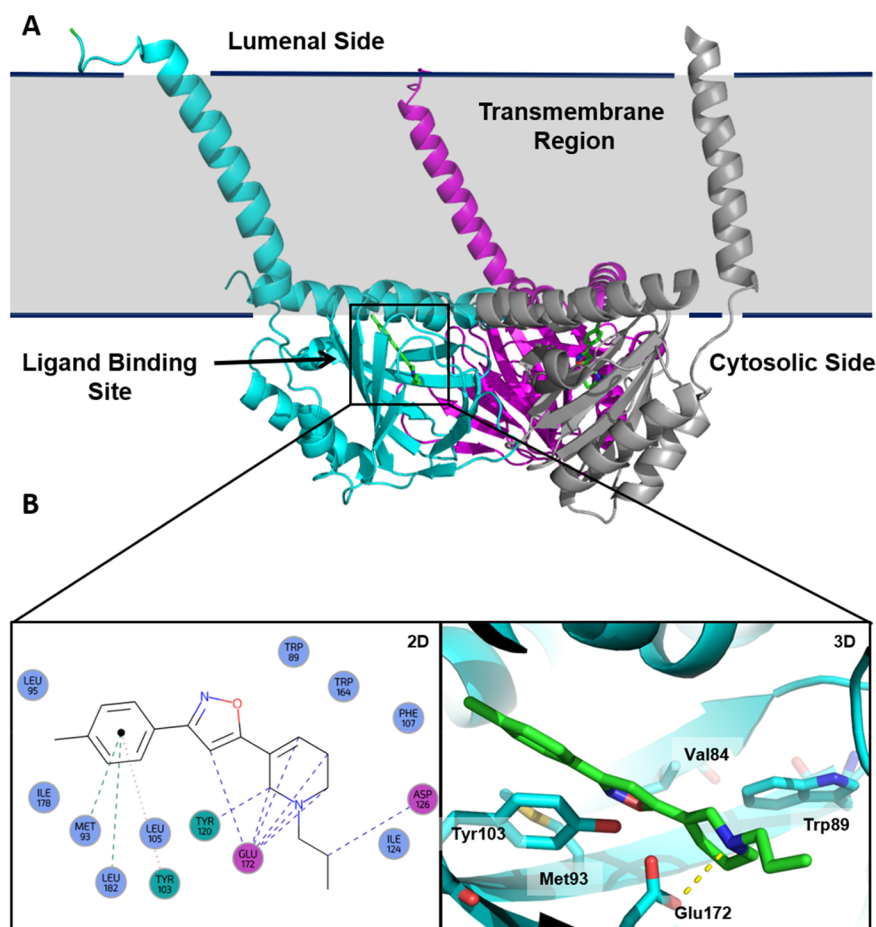 A
Lumenal Side
Transmembrane
Region
Ligand Binding
Site
Cytosolic Side
B
2D
TRP
89
LEU
95
TRP
164
N
O
PHE
107
ILE
178
MET
93
LEU
105
TYR
120
N
ASP
126
GLU
172
ILE
124
LEU
182
TYR
103
3D
Val84
Tyr103
Trp89
Met93
Glu172